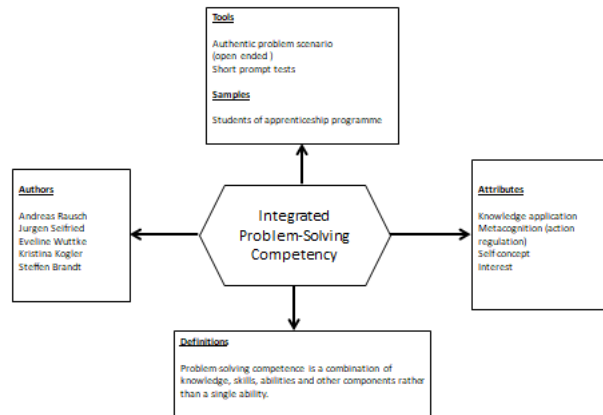 Tools
Authentic problem scenario
(open ended )
Short prompt tests
Samples
Students of apprenticeship programme
Authors
Andreas Rausch
Jurgen Seifried
Eveline Wuttke
Kristina Kogler
Steffen Brandt
Integrated
Problem-Solving
Competency
Attributes
Knowledge application
Metacognition (action
regulation)
Self-concept
Interest
Definitions
Problem-solving competence is a combination of
knowledge, skills, abilities and other components rather
than a single ability.